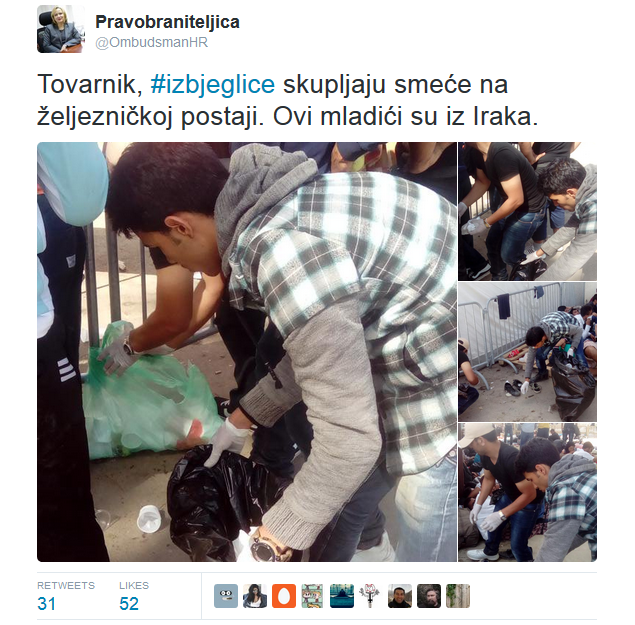 Pravobraniteljica
@OmbudsmanHR
Tovarnik, #izbjeglice skupljaju smeće na
željezničkoj postaji. Ovi mladići su iz Iraka.
RETWEETS
LIKES
31
52